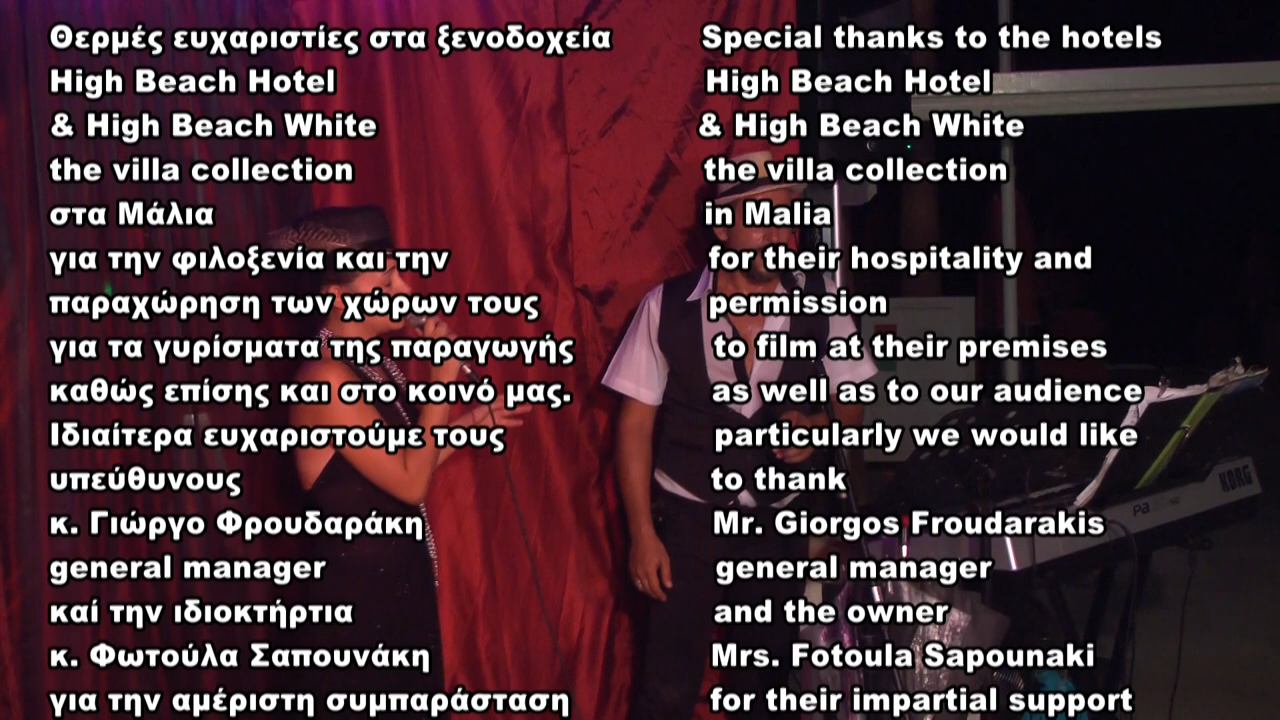 Θερμές ευχαριστίες στα ξενοδοχεία
High Beach Hotel
& High Beach White
the villa collection
στα Μάλια
για την φιλοξενία και την
παραχώρηση των χώρων τους
για τα γυρίσματα της παραγωγής
καθώς επίσης και στο κοινό μας.
Ιδιαίτερα ευχαριστούμε τους
υπεύθυνους
κ. Γιώργο Φρουδαράκη
general manager
καί την ιδιοκτήρτια
κ. Φωτούλα Σαπουνάκη
για την αμέριστη συμπαράσταση
Special thanks to the hotels
High Beach Hotel
& High Beach White
the villa collection
in Malia
for their hospitality and
permission
to film at their premises
as well as to our audience
particularly we would like
to thank
Mr. Giorgos Froudarakis
general manager
and the owner
Mrs. Fotoula Sapounaki
for their impartial support
KORG
Pa